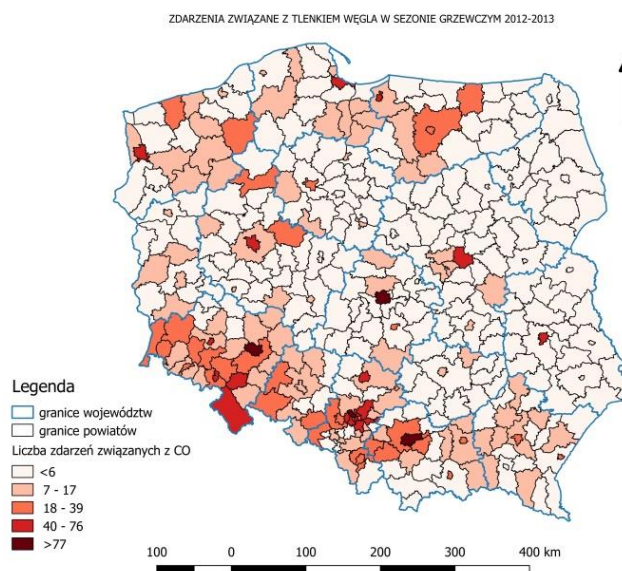 ZDARZENIA ZWIĄZANE Z TLENKIEM WĘGLA W SEZONIE GRZEWCZYM 2012-2013
Legenda
granice województw
granice powiatów
Liczba zdarzeń związanych z CO
<6
7 - 17
18 - 39
40 - 76
>77
100 0 100 200 300 400 km